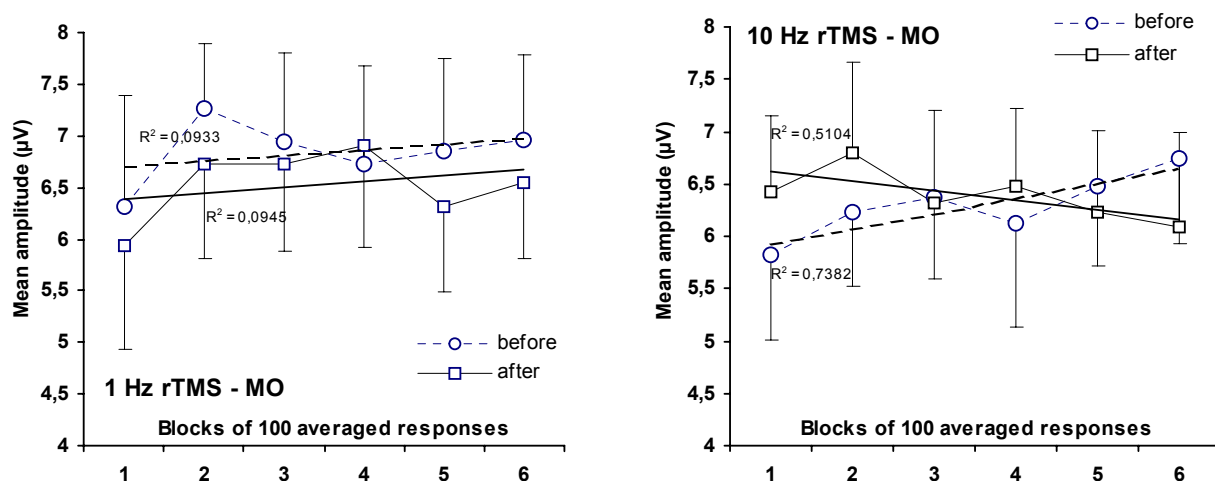 8
7,5
7
6,5
6
5,5
5
4,5
4
Mean amplitude (µV)
R² = 0,0933
R² = 0,0945
before
after
1 Hz rTMS - MO
Blocks of 100 averaged responses
1 2 3 4 5 6
10 Hz rTMS - MO
before
after
8
7,5
7
6,5
6
5,5
5
4,5
4
Mean amplitude (µV)
R² = 0,5104
R² = 0,7382
Blocks of 100 averaged responses
1 2 3 4 5 6